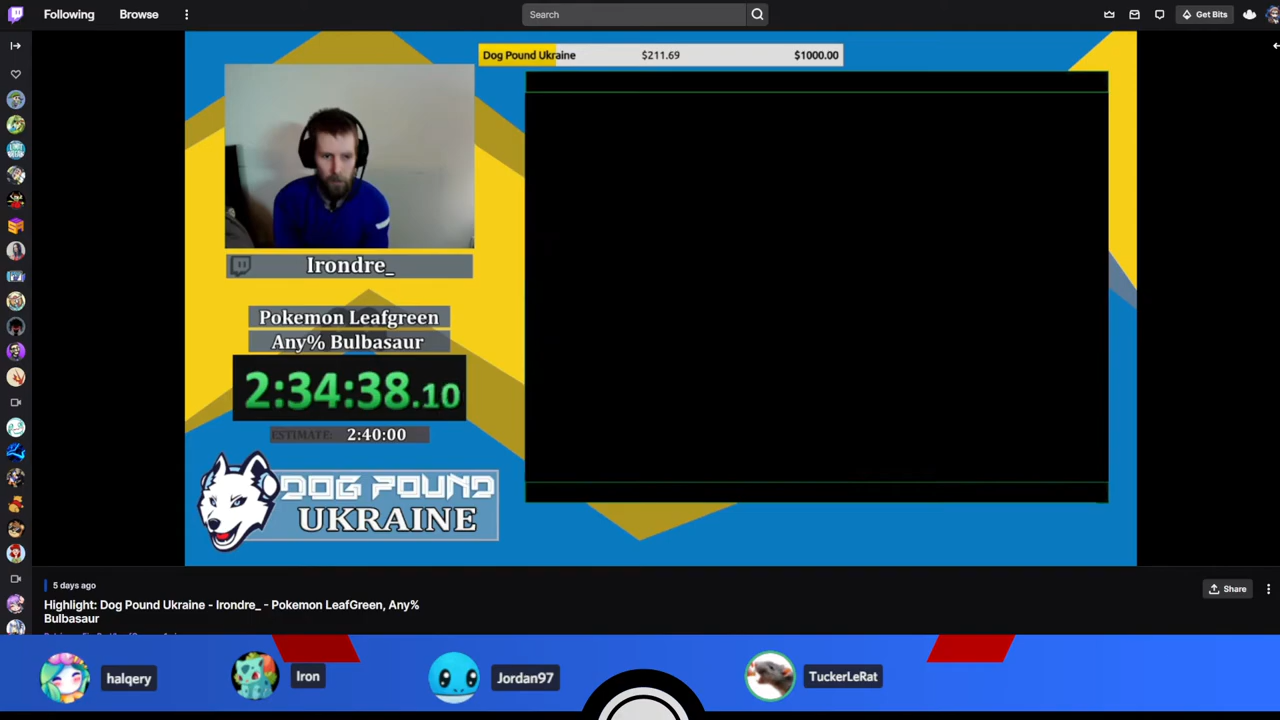 Following
Browse
Search
Get Bits
Dog Pound Ukraine
$211.69
$1000.00
Irondre_
Pokemon Leafgreen
Any% Bulbasaur
2:34:38.10
ESTIMATE: 2:40:00
DOG POUND
UKRAINE
5 days ago
Share
Highlight: Dog Pound Ukraine - Irondre_ - Pokemon LeafGreen, Any%
Bulbasaur
halqery
Iron
Jordan97
TuckerLeRat